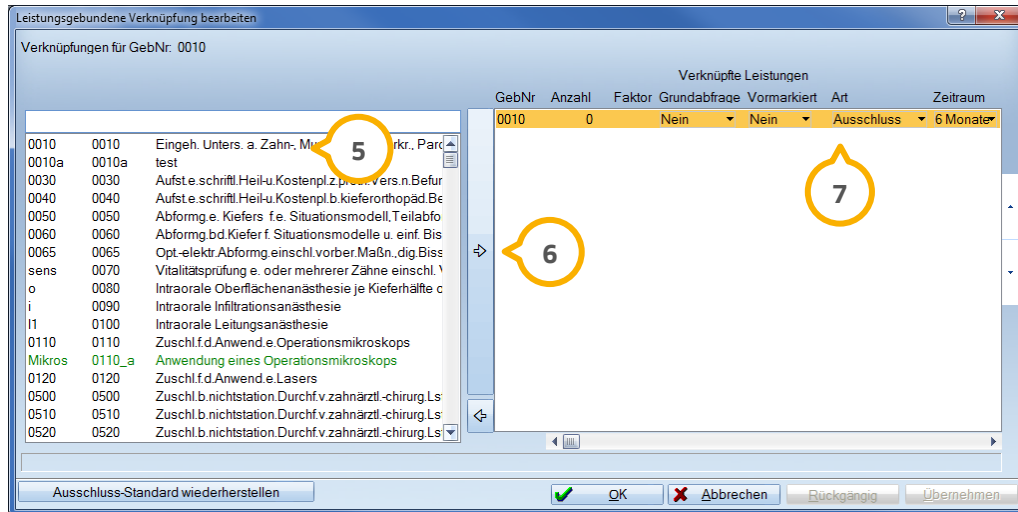 Leistungsgebundene Verknüpfung bearbeiten ? x
Verknüpfungen für GebNr: 0010
Verknüpfte Leistungen
GebNr Anzahl Faktor Grundabfrage Vormarkiert Art Zeitraum
0010 0 Nein Nein Ausschluss 6 Monate
0010 0010 Eingeh. Unters. a. Zahn-, Parc
0010a 0010a test
0030 0030 Aufst.e.schriftl.Heil-u.Kostenpl.z. Vers.n.Befur
0040 0040 Aufst.e.schriftl.Heil-u.Kostenpl.b.kieferorthopäd.Be
0050 0050 Abformg.e. Kiefers f.e. Situationsmodell,Teilabfo
0060 0060 Abformg.bd.Kiefer f. Situationsmodelle u. einf. Bis
0065 0065 Opt-elektr.Abformg.einschl.vorber.Maßn.,dig.Biss
sens 0070 Vitalitätsprüfung e. oder mehrerer Zähne einschl.
o 0080 Intraorale Oberflächenanästhesie je Kieferhälfte o
i 0090 Intraorale Infiltrationsanästhesie
I1 0100 Intraorale Leitungsanästhesie
0110 0110 Zuschl.f.d.Anwend.e.Operationsmikroskops
Mikros 0110_a Anwendung eines Operationsmikroskops
0120 0120 Zuschl.f.d.Anwend.e.Lasers
0500 0500 Zuschl.b.nichtstation.Durchf.v.zahnärztl.-chirurg.Ls
0510 0510 Zuschl.b.nichtstation.Durchf.v.zahnärztl.-chirurg.Ls
0520 0520 Zuschl.b.nichtstation.Durchf.v.zahnärztl.-chirurg.Ls
5
6
7
Ausschluss-Standard wiederherstellen OK Abbrechen Rückgängig Übernehmen